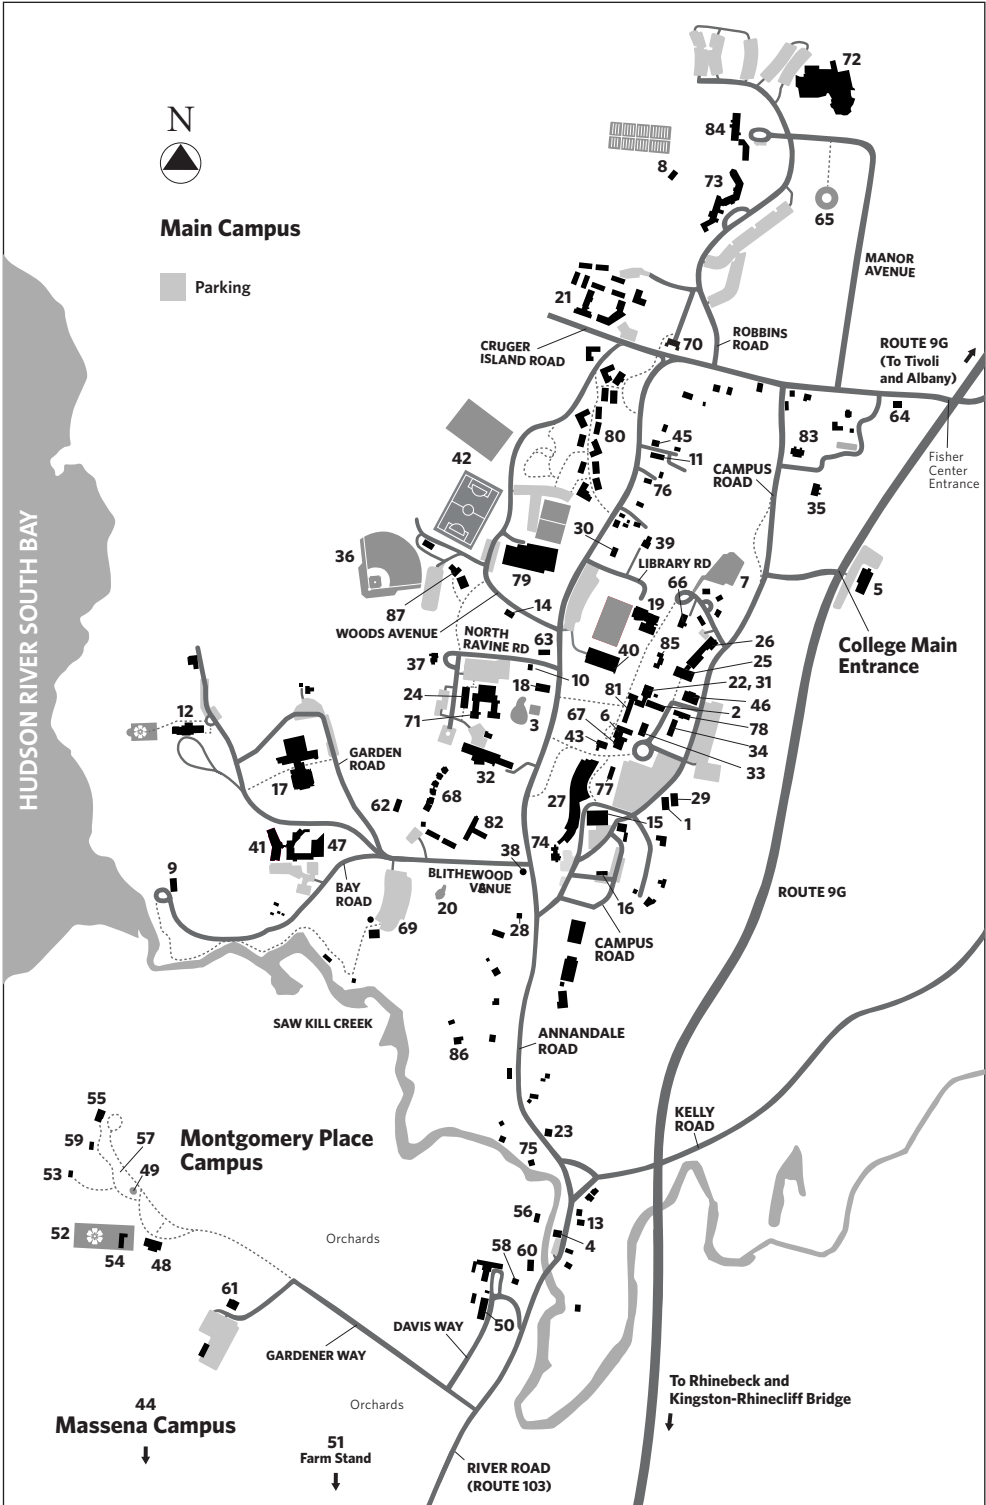 72
N
84
8
73
65
Main Campus
MANOR
AVENUE
Parking
21
CRUGER
ISLAND ROAD
70
ROBBINS
ROAD
ROUTE 9G
(To Tivoli
and Albany)
64
80
45
83
42
11
CAMPUS
ROAD
Fisher
Center
Entrance
76
35
30
39
36
LIBRARY RD
79
66
7
5
HUDSON RIVER SOUTH BAY
87
14
19
WOODS AVENUE
NORTH
RAVINE RD
63
85
26
College Main
Entrance
37
40
25
10
22, 31
24
18
81
46
12
71
3
67
6
2
43
78
34
GARDEN
ROAD
33
17
32
77
27
29
62
68
1
82
15
41
47
74
38
9
BLITHEWOOD
AVENUE
BAY
ROAD
ROUTE 9G
20
16
69
28
CAMPUS
ROAD
SAW KILL CREEK
ANNANDALE
ROAD
86
55
KELLY
ROAD
59
57
Montgomery Place
Campus
23
53
49
75
52
56
13
54
48
Orchards
58
60
4
61
50
DAVIS WAY
GARDENER WAY
To Rhinebeck and
Kingston-Rhinecliff Bridge
44
Massena Campus
Orchards
51
Farm Stand
RIVER ROAD
(ROUTE 103)